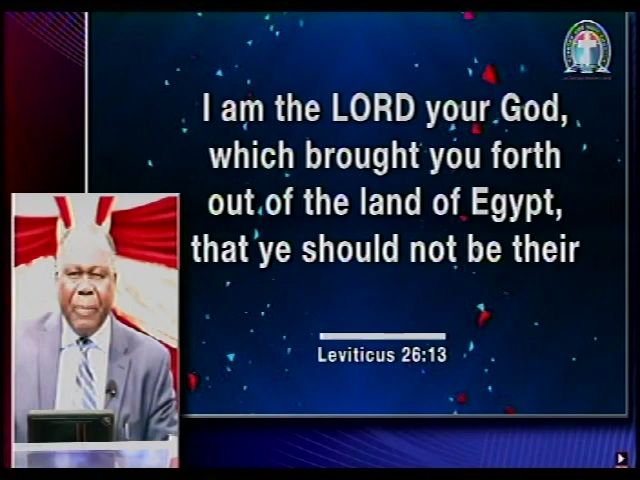 I am the LORD your God,
which brought you forth
out of the land of Egypt,
that ye should not be their
Leviticus 26:13